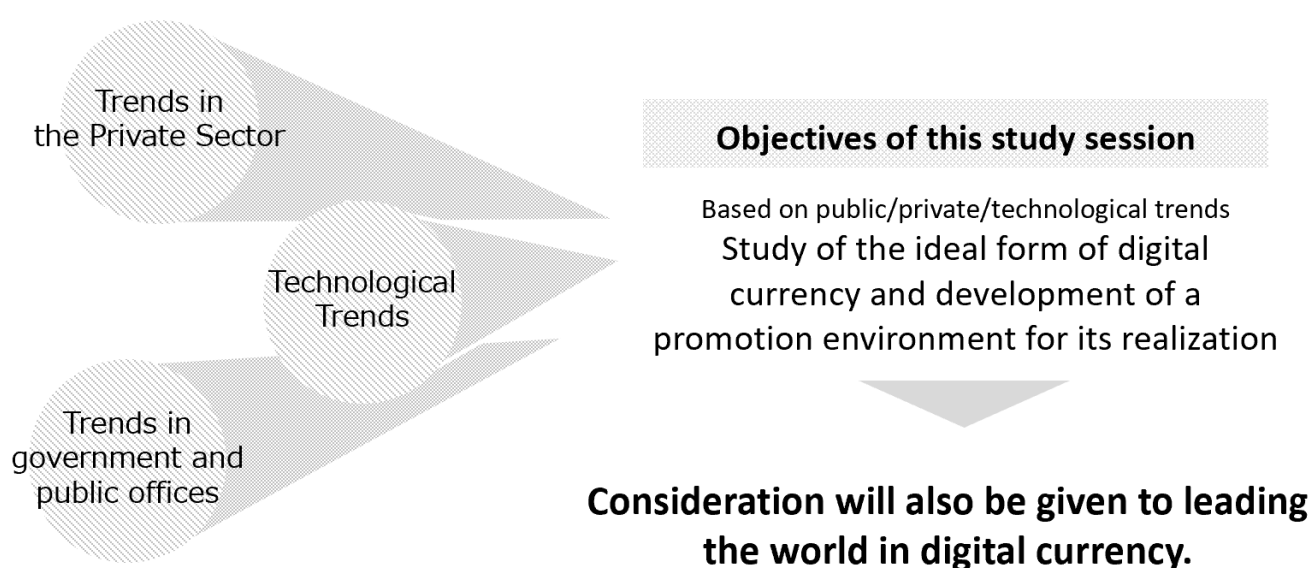 Trends in
the Private Sector
Technological
Trends
Trends in
government and
public offices
Objectives of this study session
Based on public/private/technological trends
Study of the ideal form of digital
currency and development of a
promotion environment for its realization
Consideration will also be given to leading
the world in digital currency.